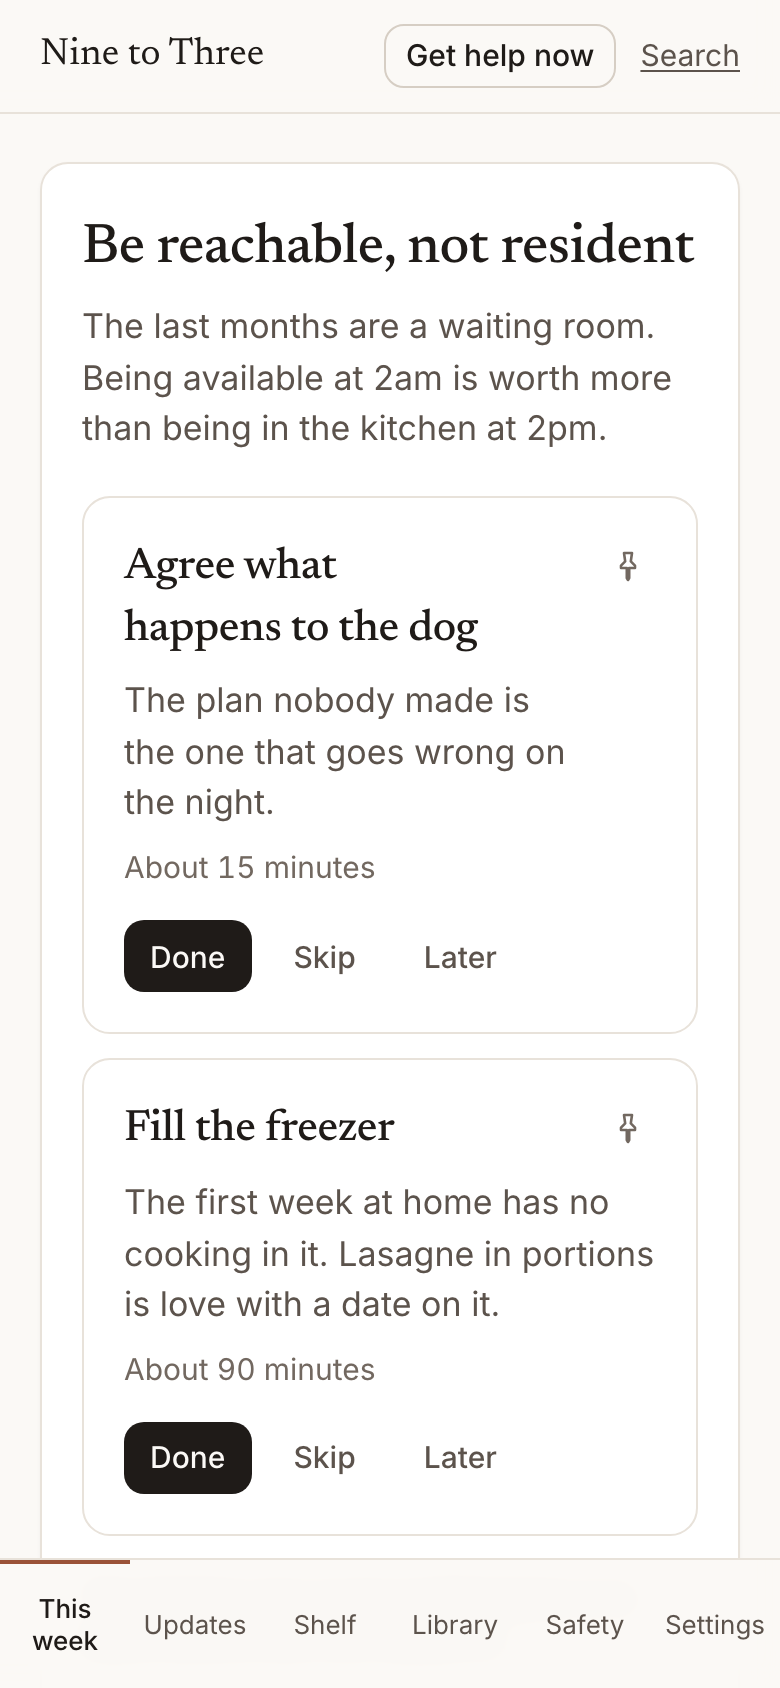 Nine to Three
Get help now
Search
Be reachable, not resident
The last months are a waiting room.
Being available at 2am is worth more
than being in the kitchen at 2pm.
Agree what
happens to the dog
The plan nobody made is
the one that goes wrong on
the night.
About 15 minutes
Done
Skip
Later
Fill the freezer
The first week at home has no
cooking in it. Lasagne in portions
is love with a date on it.
About 90 minutes
Done
Skip
Later
This
week
Updates
Shelf
Library
Safety
Settings